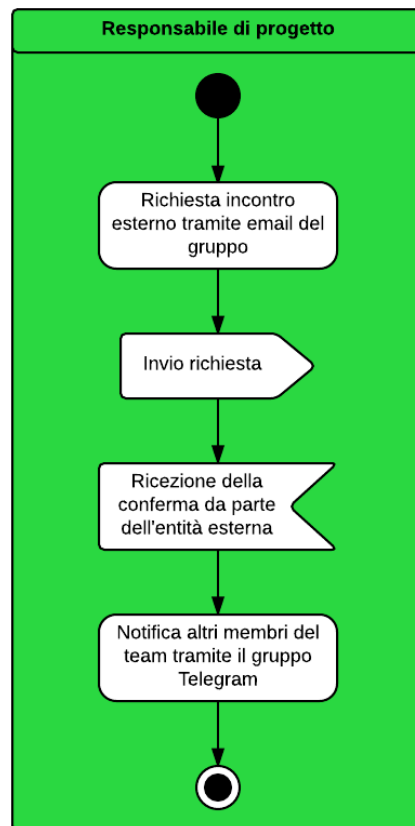 Responsabile di progetto
Richiesta incontro
esterno tramite email del
gruppo
Invio richiesta
Ricezione della
conferma da parte
dell'entità esterna
Notifica altri membri del
team tramite il gruppo
Telegram